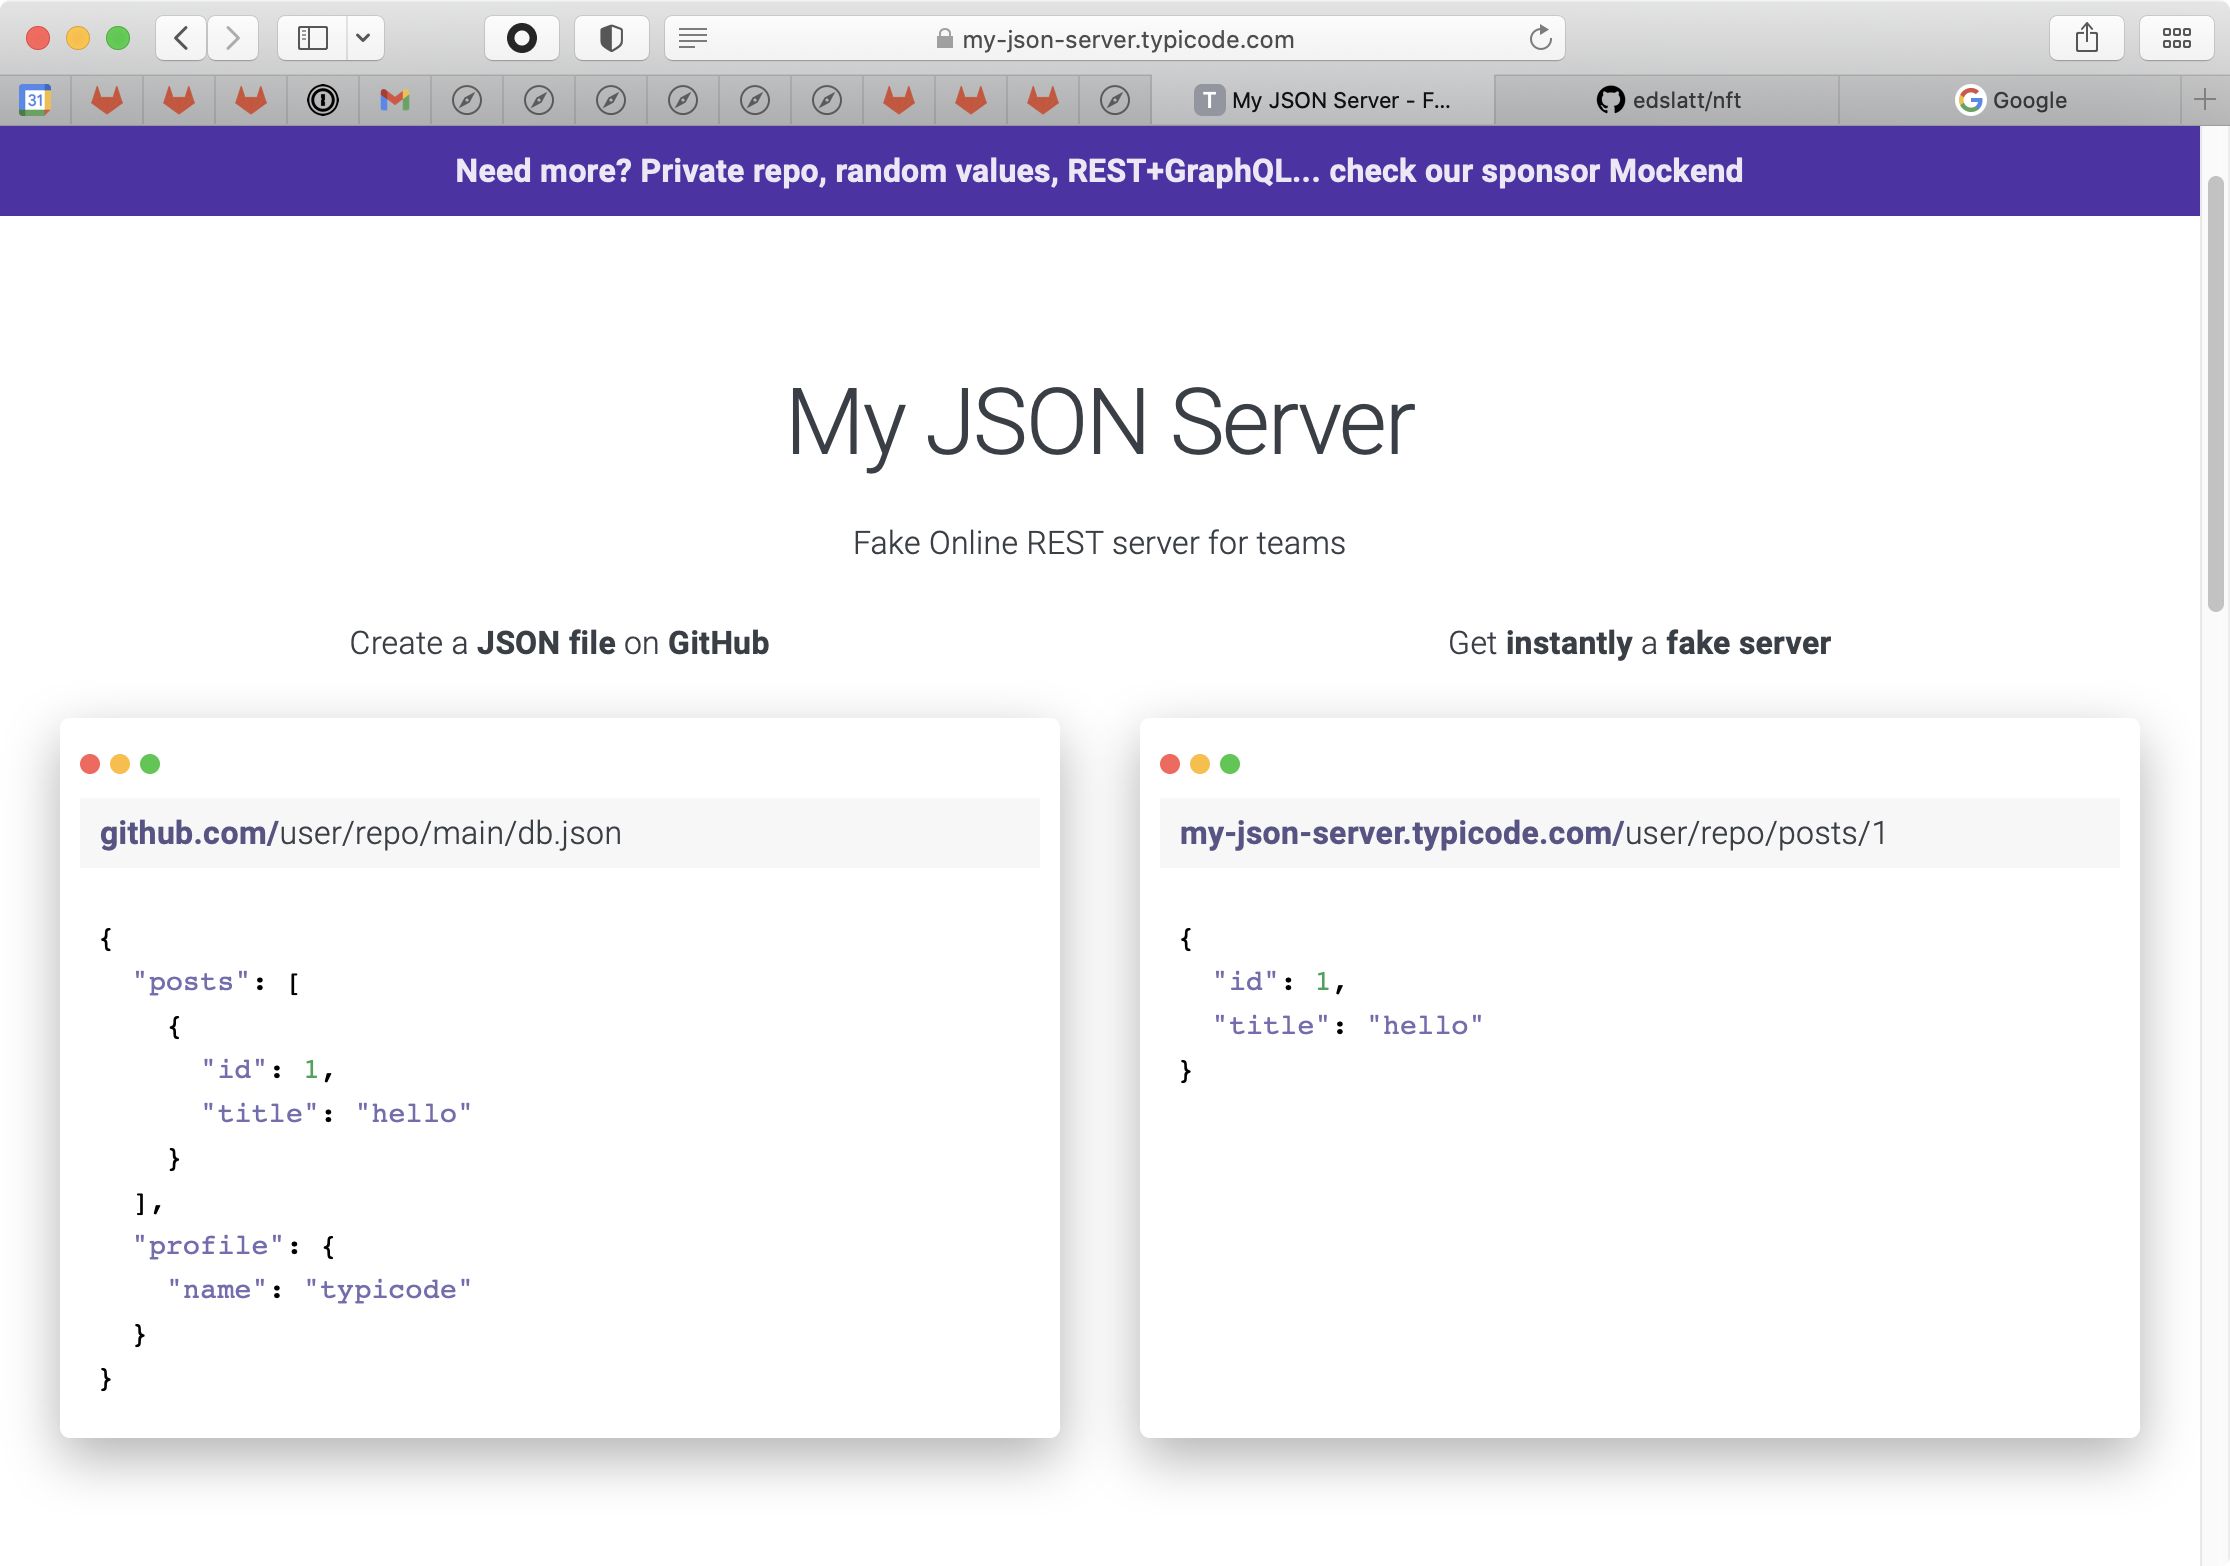 my-json-server.typicode.com
31
T My JSON Server - F...
edslatt/nft
Google
Need more? Private repo, random values, REST+GraphQL... check our sponsor Mockend
My JSON Server
Fake Online REST server for teams
Create a JSON file on GitHub
github.com/user/repo/main/db.json
{
  "posts": [
    {
      "id": 1,
      "title": "hello"
    }
  ],
  "profile": {
    "name": "typicode"
  }
}
Get instantly a fake server
my-json-server.typicode.com/user/repo/posts/1
{
  "id": 1,
  "title": "hello"
}